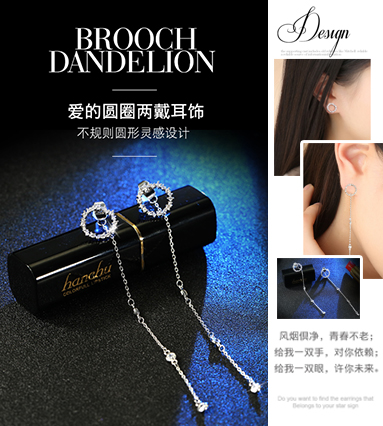 BROOCH
DANDELION
爱的圆圈两戴耳饰
不规则圆形灵感设计
hanchu
COLORFULL
Design
风烟俱净，青春不老；
给我一双手，对你依赖；
给我一双眼，许你未来。
Do you want to find the earrings that
Belongs to your star sign